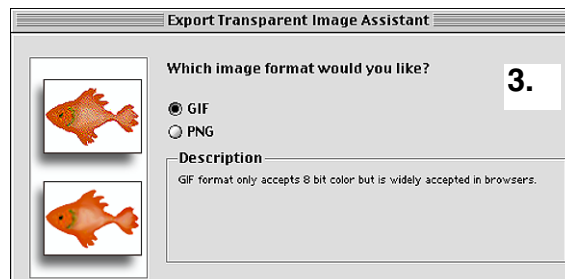 Export Transparent Image Assistant
Which image format would you like?
3.
GIF
PNG
Description
GIF format only accepts 8 bit color but is widely accepted in browsers.